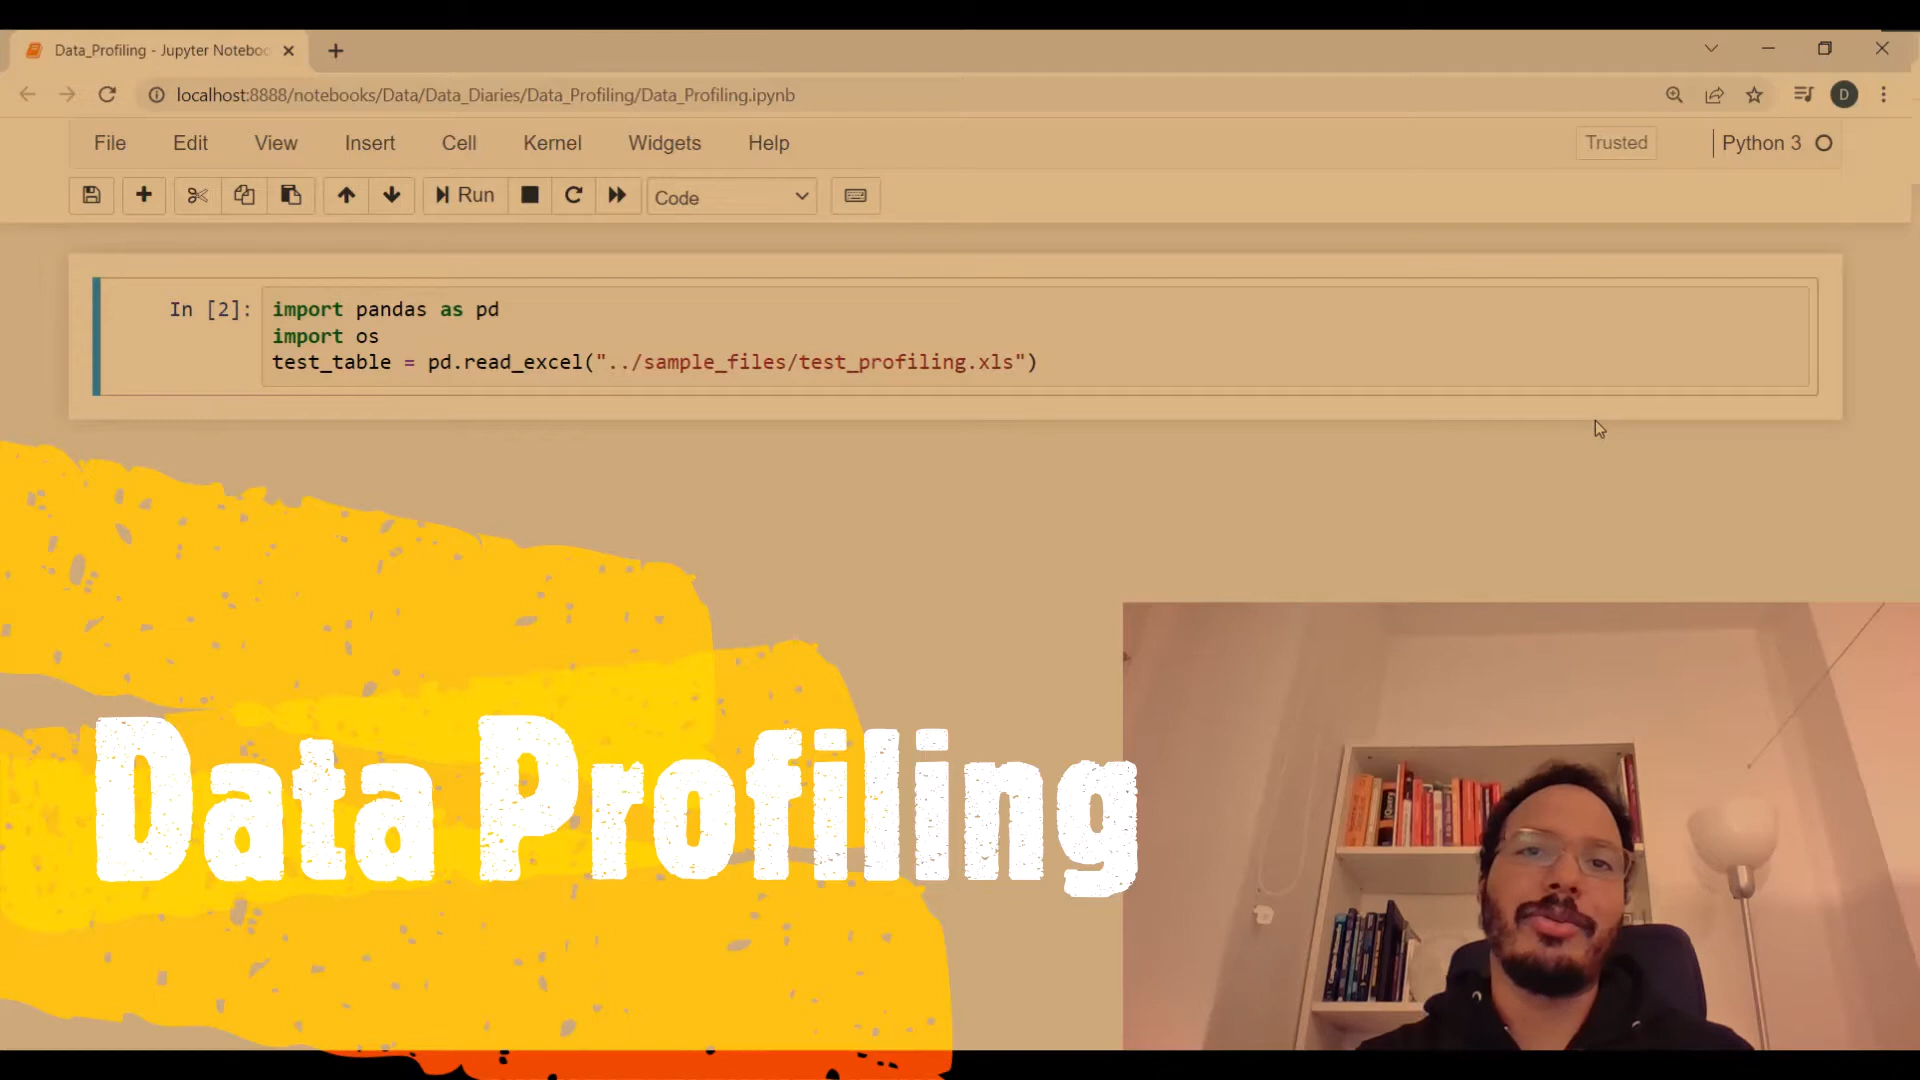 Data_Profiling - Jupyter Noteboo
localhost:8888/notebooks/Data/Data_Diaries/Data_Profiling/Data_Profiling.ipynb
D
File Edit View Insert Cell Kernel Widgets Help Trusted Python 3
Run Code
In [2]: import pandas as pd
import os
test_table = pd.read_excel("../sample_files/test_profiling.xls")
Data Profiling